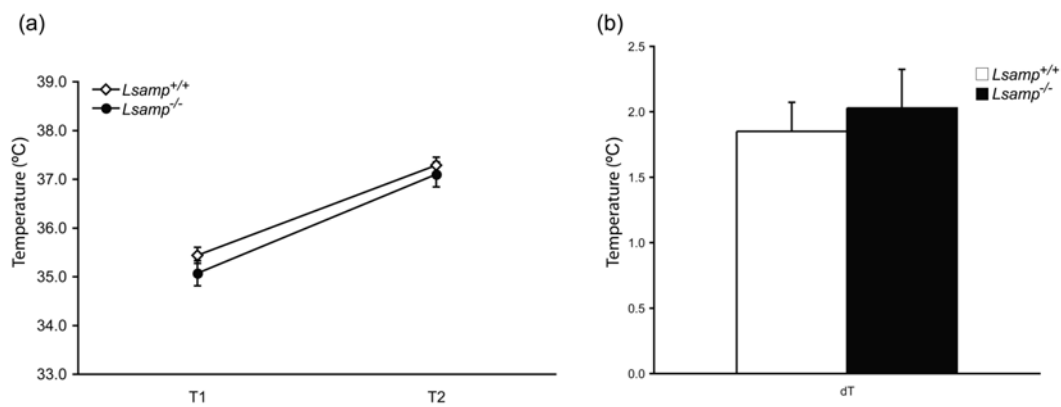 (a)
Temperature (ºC)
39.0
38.0
37.0
36.0
35.0
34.0
33.0
Lsamp+/+
Lsamp-/-
T1
T2
(b)
Temperature (ºC)
2.5
2.0
1.5
1.0
0.5
0.0
Lsamp+/+
Lsamp-/-
dT